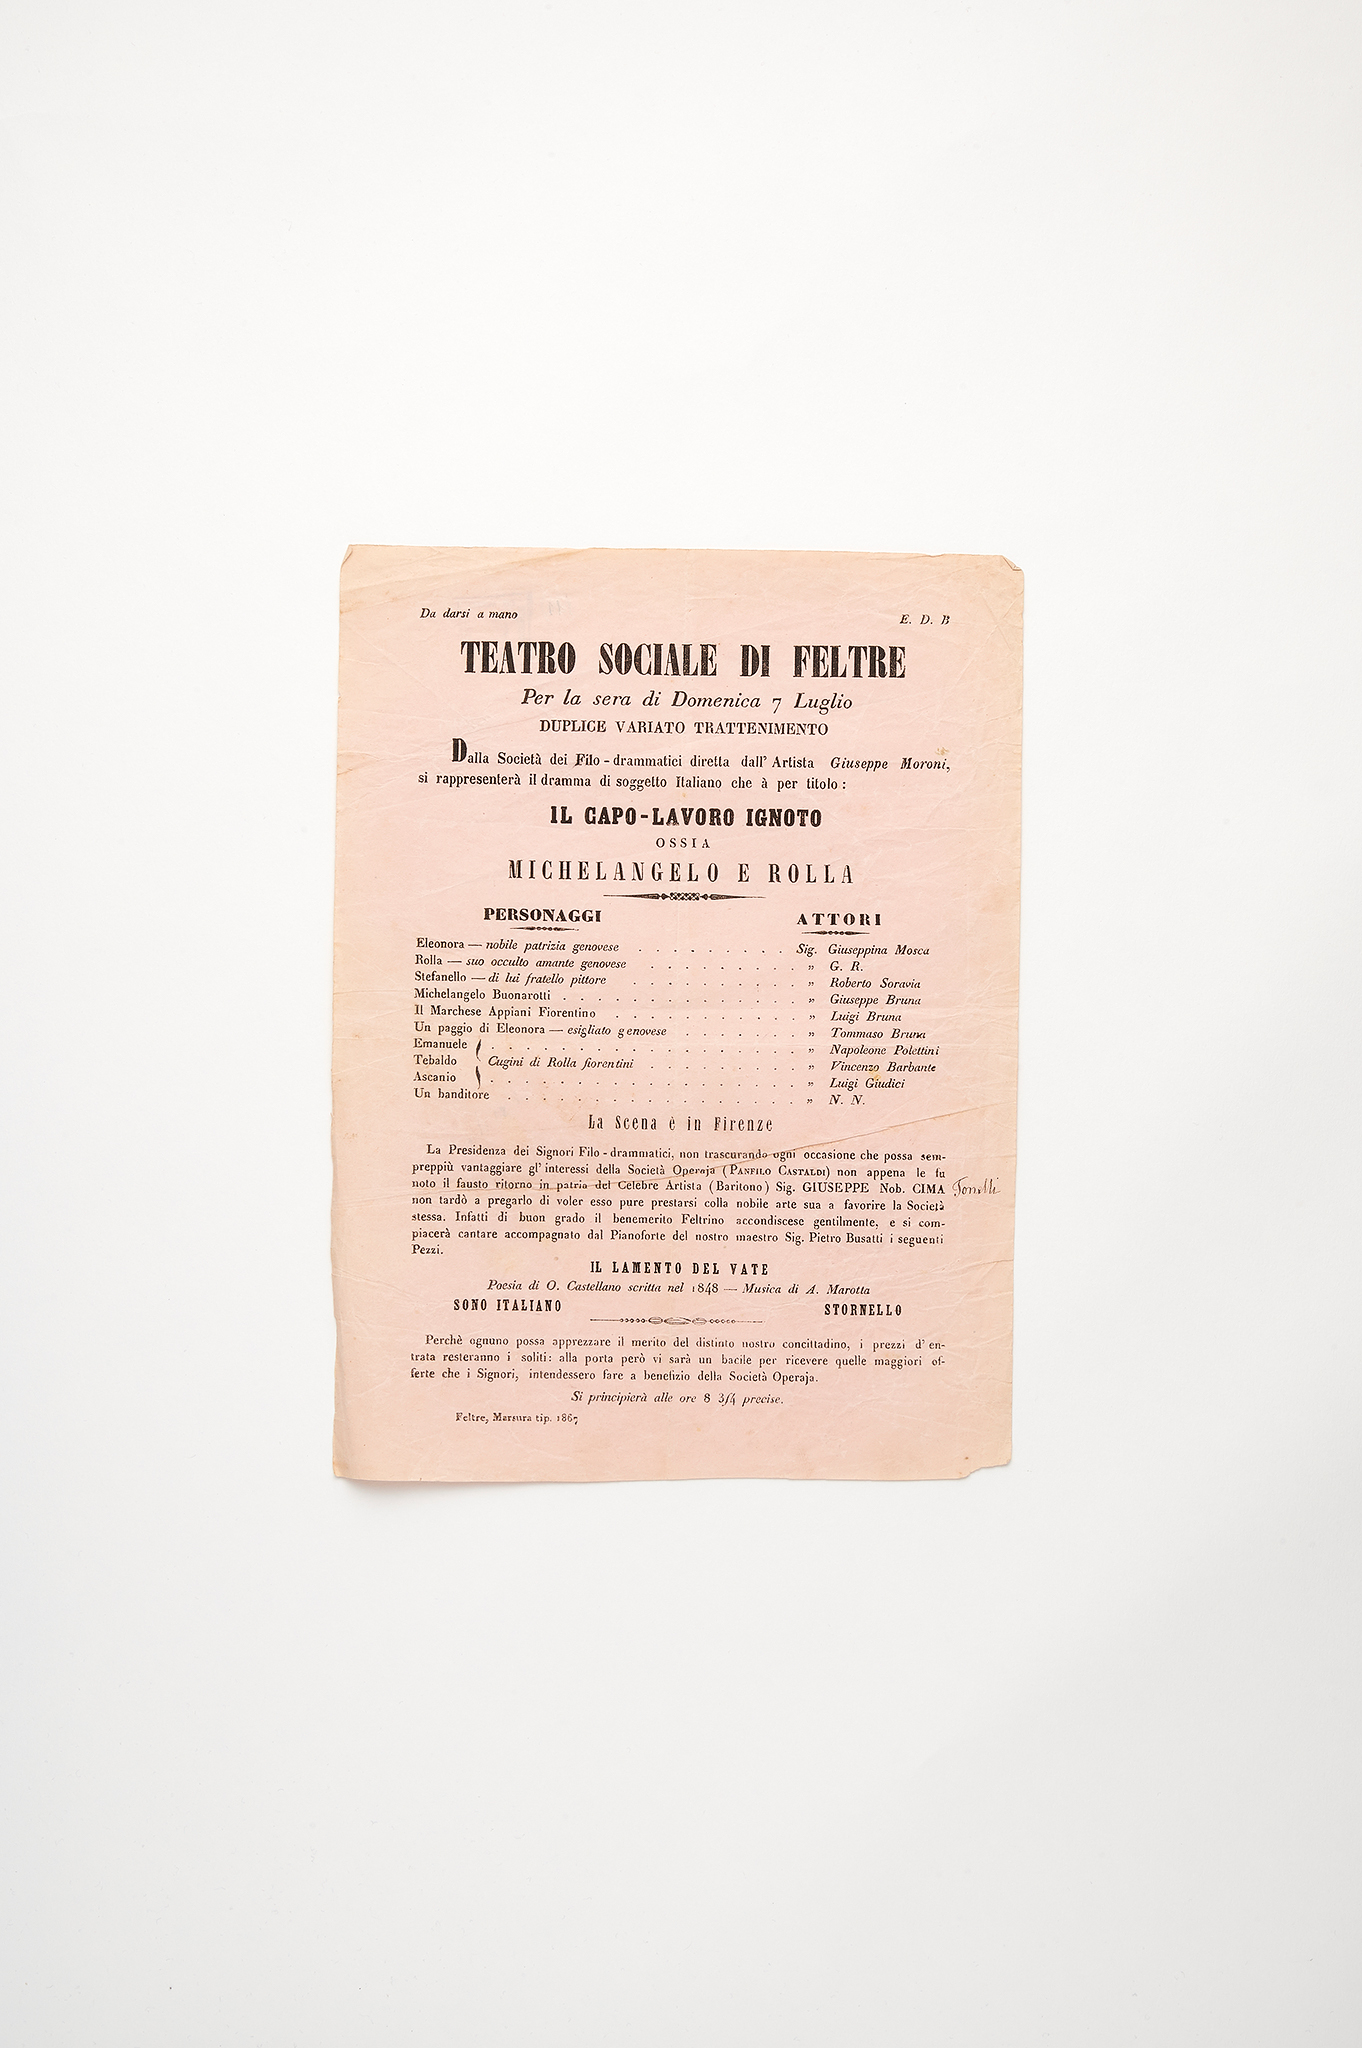 Da darsi a mano
E. D. B
TEATRO SOCIALE DI FELTRE
Per la sera di Domenica 7 Luglio
DUPLICE VARIATO TRATTENIMENTO
Dalla Società dei Filo-drammatici diretta dall' Artista Giuseppe Moroni,
si rappresenterà il dramma di soggetto Italiano che à per titolo:
IL CAPO-LAVORO IGNOTO
OSSIA
MICHELANGELO E ROLLA
PERSONAGGI ATTORI
Eleonora — nobile patrizia genovese . . . . . . . . . Sig. Giuseppina Mosca
Rolla — suo occulto amante genovese . . . . . . . . . „ G. R.
Stefanello — di lui fratello pittore . . . . . . . . . . „ Roberto Soravia
Michelangelo Buonarotti . . . . . . . . . . . . . „ Giuseppe Bruna
Il Marchese Appiani Fiorentino . . . . . . . . . . . „ Luigi Bruna
Un paggio di Eleonora — esigliato genovese . . . . . . . „ Tommaso Bruna
Emanuele . . . . . . . . . . . . . . . . „ Napoleone Polettini
Tebaldo Cugini di Rolla fiorentini . . . . . . . . . „ Vincenzo Barbante
Ascanio . . . . . . . . . . . . . . . . „ Luigi Giudici
Un banditore . . . . . . . . . . . . . . . „ N. N.
La Scena è in Firenze
La Presidenza dei Signori Filo-drammatici, non trascurando ogni occasione che possa sem-
preppiù vantaggiare gl' interessi della Società Operaja (PANFILO CASTALDI) non appena le fu
noto il fausto ritorno in patria del Celebre Artista (Baritono) Sig. GIUSEPPE Nob. CIMA
non tardò a pregarlo di voler esso pure prestarsi colla nobile arte sua a favorire la Società
stessa. Infatti di buon grado il benemerito Feltrino accondiscese gentilmente, e si com-
piacerà cantare accompagnato dal Pianoforte del nostro maestro Sig. Pietro Busatti i seguenti
Pezzi.
IL LAMENTO DEL VATE
Poesia di O. Castellano scritta nel 1848 — Musica di A. Marotta
SONO ITALIANO STORNELLO
Perchè ognuno possa apprezzare il merito del distinto nostro concittadino, i prezzi d' en-
trata resteranno i soliti: alla porta però vi sarà un bacile per ricevere quelle maggiori of-
ferte che i Signori, intendessero fare a benefizio della Società Operaja.
Si principierà alle ore 8 3/4 precise.
Feltre, Marsura tip. 1867